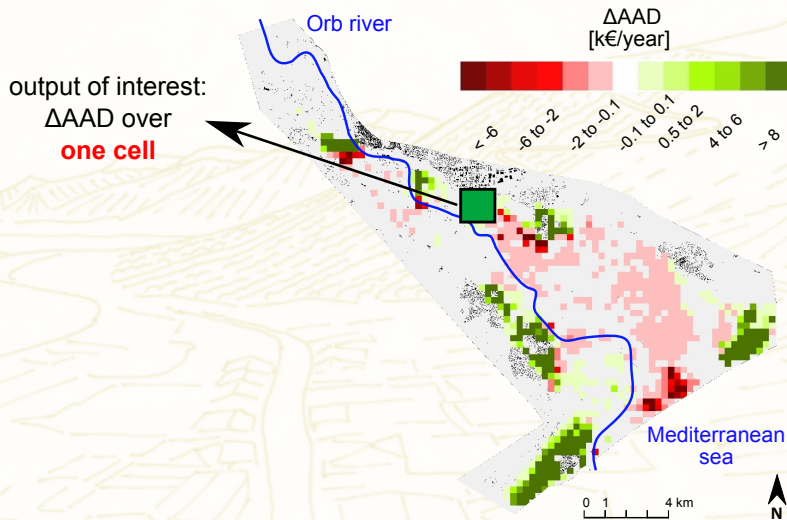 Orb river
ΔAAD
[k€/year]
output of interest:
ΔAAD over
one cell
< -6
-6 to -2
-2 to -0.1
-0.1 to 0.1
0.5 to 2
4 to 6
> 8
Mediterranean
sea
0 1 4 km
N